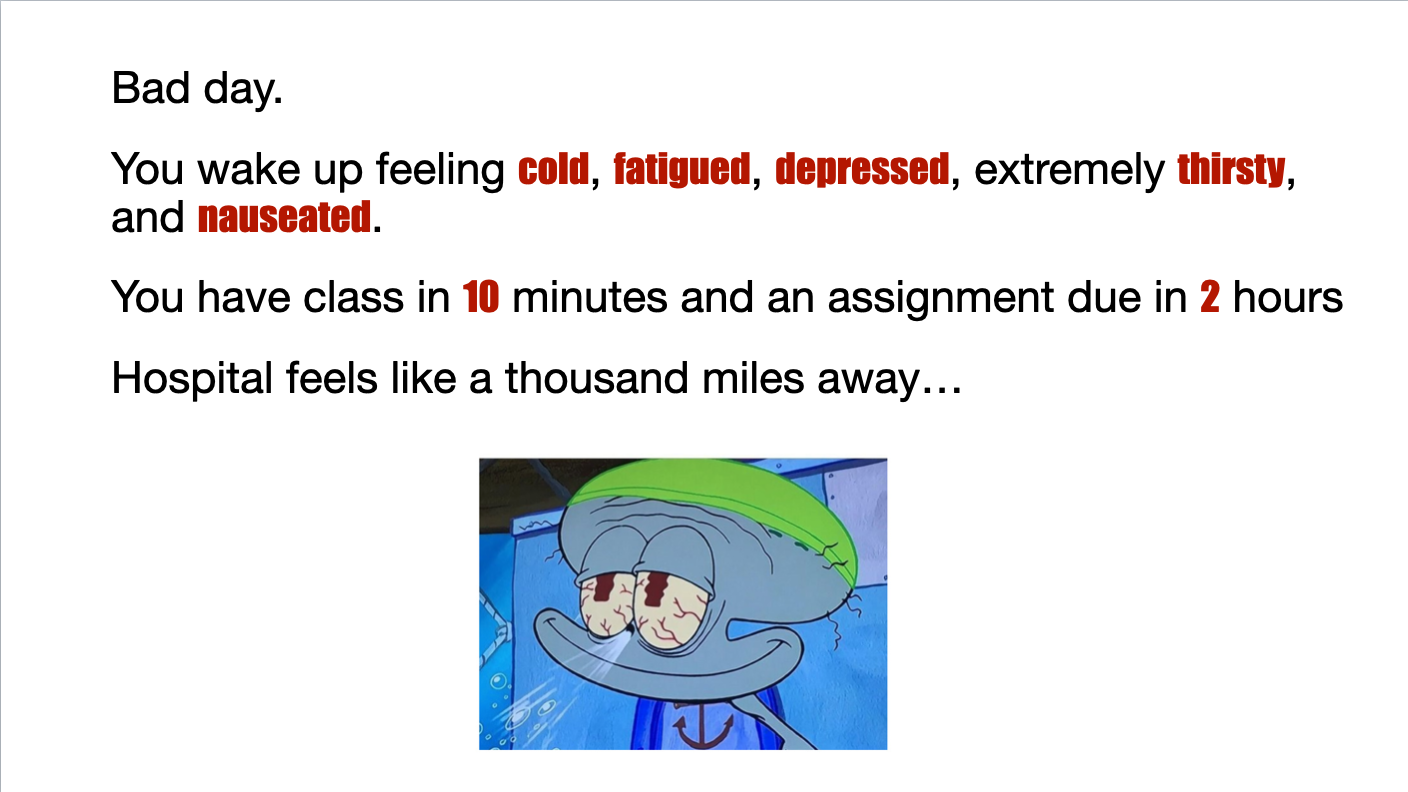 Bad day.
You wake up feeling cold, fatigued, depressed, extremely thirsty,
and nauseated.
You have class in 10 minutes and an assignment due in 2 hours
Hospital feels like a thousand miles away…